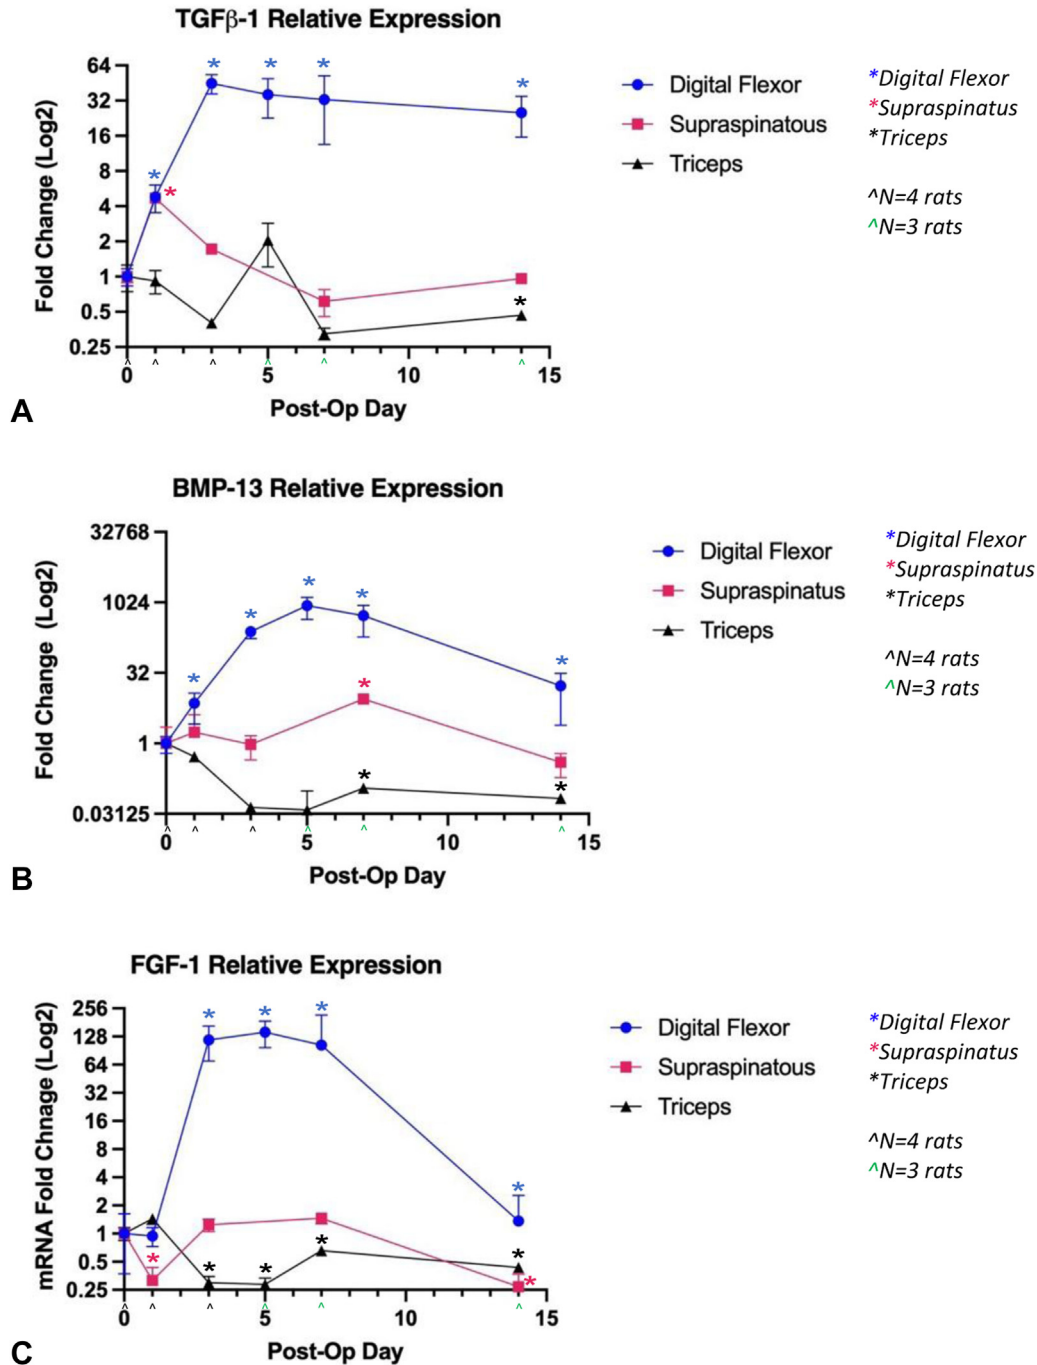 TGFβ-1 Relative Expression
64
32
16
8
4
2
1
0.5
0.25
Fold Change (Log2)
0
5
10
15
Post-Op Day
Digital Flexor
Supraspinatous
Triceps
*Digital Flexor
*Supraspinatus
*Triceps
^N=4 rats
^N=3 rats
A
BMP-13 Relative Expression
32768
1024
32
1
0.03125
Fold Change (Log2)
0
5
10
15
Post-Op Day
Digital Flexor
Supraspinatus
Triceps
*Digital Flexor
*Supraspinatus
*Triceps
^N=4 rats
^N=3 rats
B
FGF-1 Relative Expression
256
128
64
32
16
8
4
2
1
0.5
0.25
mRNA Fold Chnage (Log2)
0
5
10
15
Post-Op Day
Digital Flexor
Supraspinatous
Triceps
*Digital Flexor
*Supraspinatus
*Triceps
^N=4 rats
^N=3 rats
C